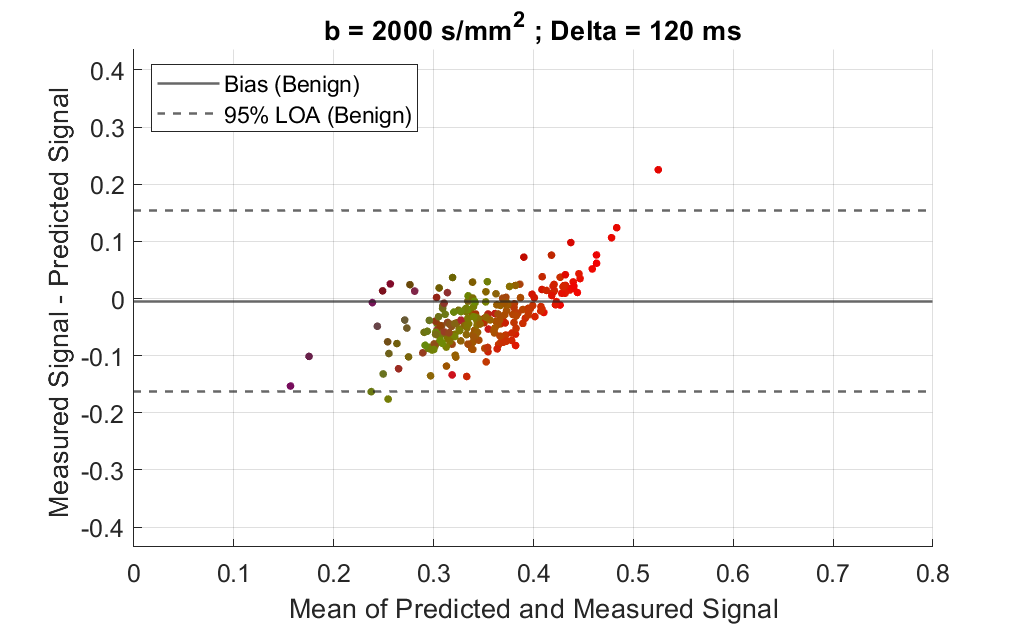 b = 2000 s/mm² ; Delta = 120 ms
Bias (Benign)
95% LOA (Benign)
Measured Signal - Predicted Signal
0.4
0.3
0.2
0.1
0
-0.1
-0.2
-0.3
-0.4
0 0.1 0.2 0.3 0.4 0.5 0.6 0.7 0.8
Mean of Predicted and Measured Signal